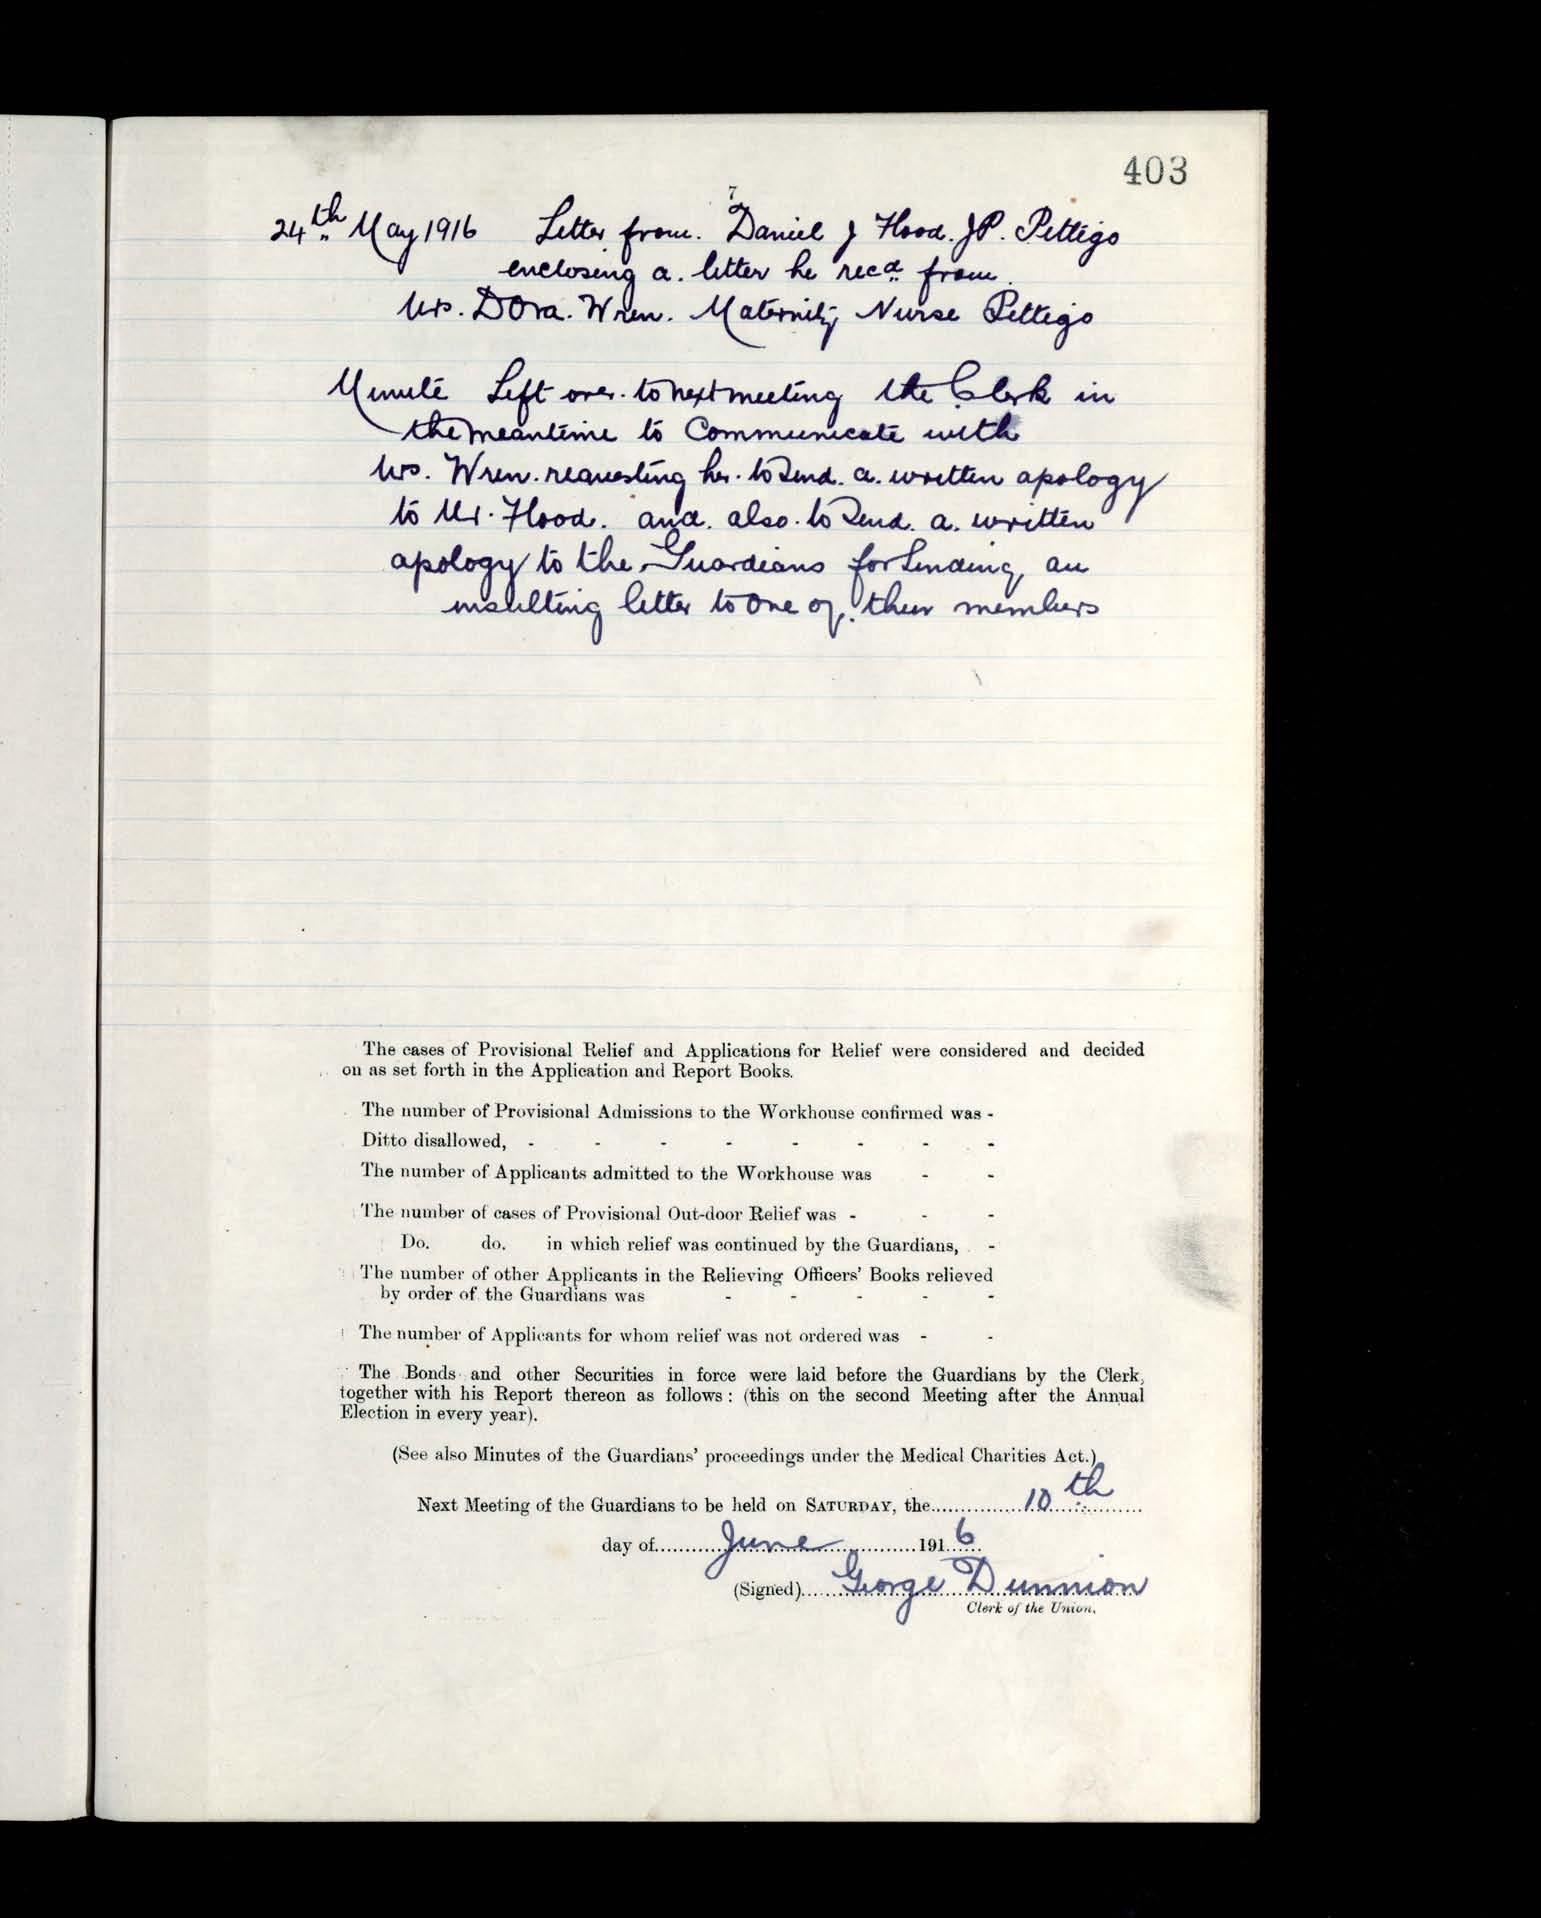 403
7
24th May 1916 Letter from. Daniel J Flood. JP. Pettigo
enclosing a. letter he recd from
Mrs. Dora. Wren. Maternity Nurse Pettigo
Minute Left over. to next meeting the Clerk in
the meantime to Communicate with
Mrs. Wren. requesting her. to Send. a. written apology
to Mr. Flood. and. also. to Send. a. written
apology to the Guardians for Sending an
insulting letter to one of. their members
The cases of Provisional Relief and Applications for Relief were considered and decided
on as set forth in the Application and Report Books.
The number of Provisional Admissions to the Workhouse confirmed was -
Ditto disallowed, - - - - - - - -
The number of Applicants admitted to the Workhouse was - -
The number of cases of Provisional Out-door Relief was - - -
Do. do. in which relief was continued by the Guardians, -
The number of other Applicants in the Relieving Officers' Books relieved
by order of the Guardians was - - - - -
The number of Applicants for whom relief was not ordered was - -
The Bonds and other Securities in force were laid before the Guardians by the Clerk,
together with his Report thereon as follows : (this on the second Meeting after the Annual
Election in every year).
(See also Minutes of the Guardians' proceedings under the Medical Charities Act.)
Next Meeting of the Guardians to be held on SATURDAY, the...............10th............
day of...........June...............1916......
(Signed)......George Dunnion
Clerk of the Union.